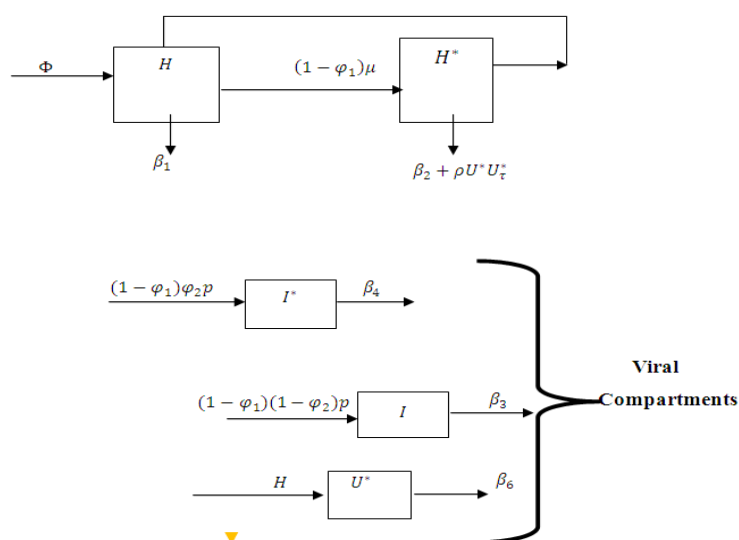 Φ
H
(1 − φ₁)μ
H*
β₁
β₂ + ρU*U*τ
(1 − φ₁)φ₂p
I*
β₄
Viral
Compartments
(1 − φ₁)(1 − φ₂)p
I
β₃
H
U*
β₆